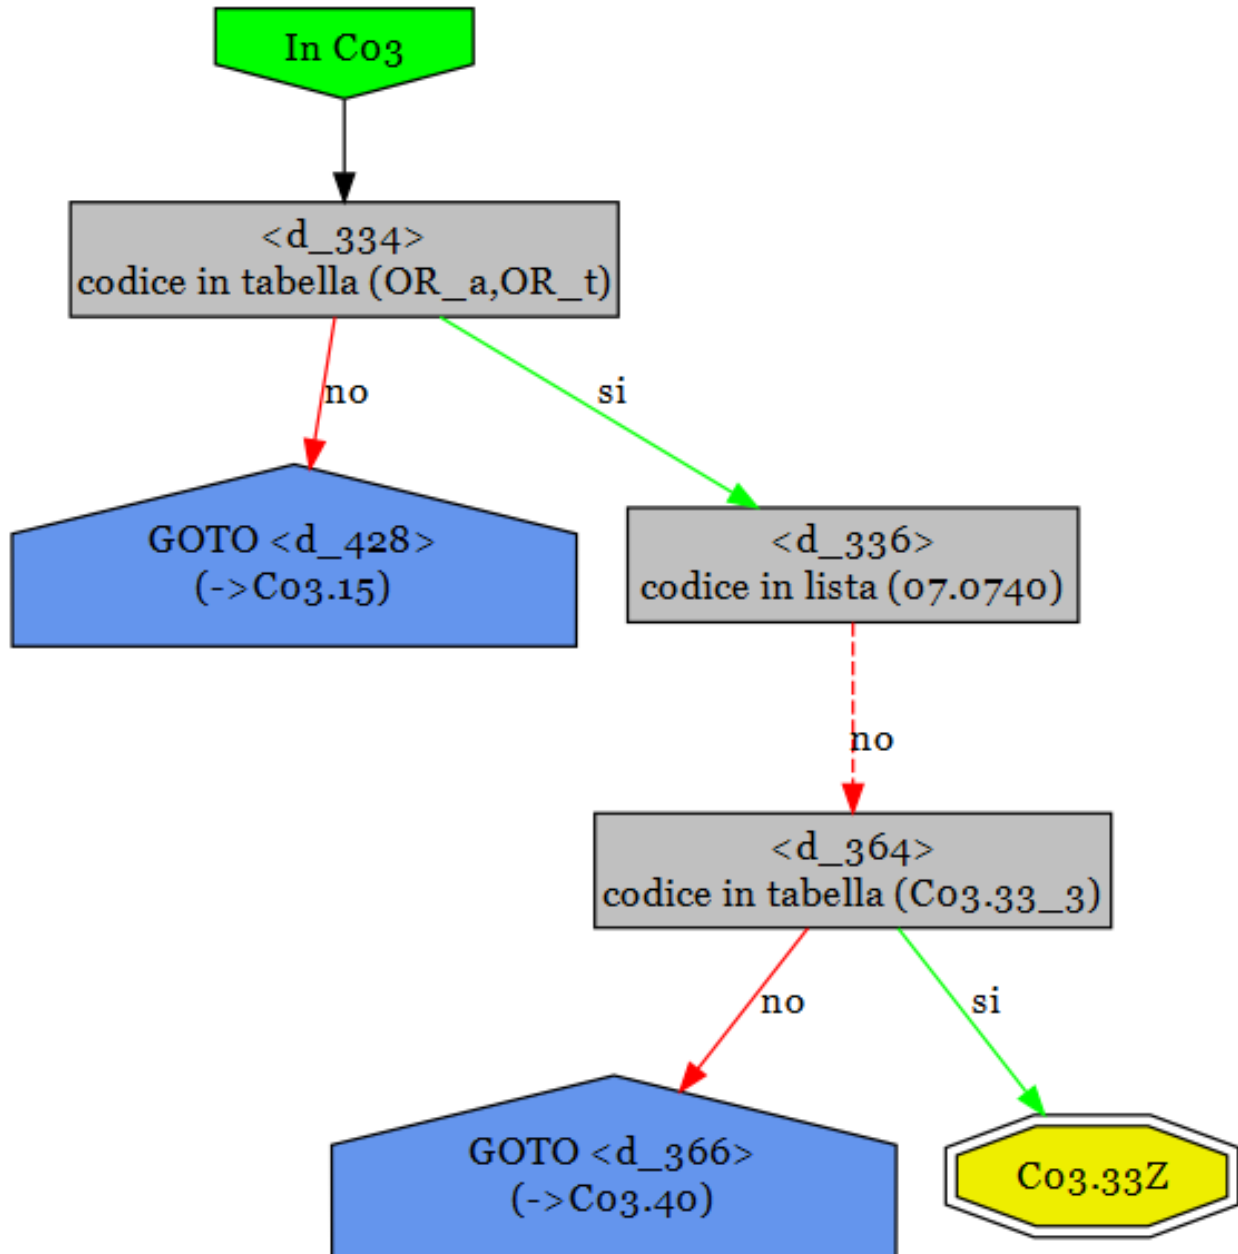 In C03
<d_334>
codice in tabella (OR_a,OR_t)
no
si
GOTO <d_428>
(->C03.15)
<d_336>
codice in lista (07.0740)
no
<d_364>
codice in tabella (C03.33_3)
no
si
GOTO <d_366>
(->C03.40)
C03.33Z